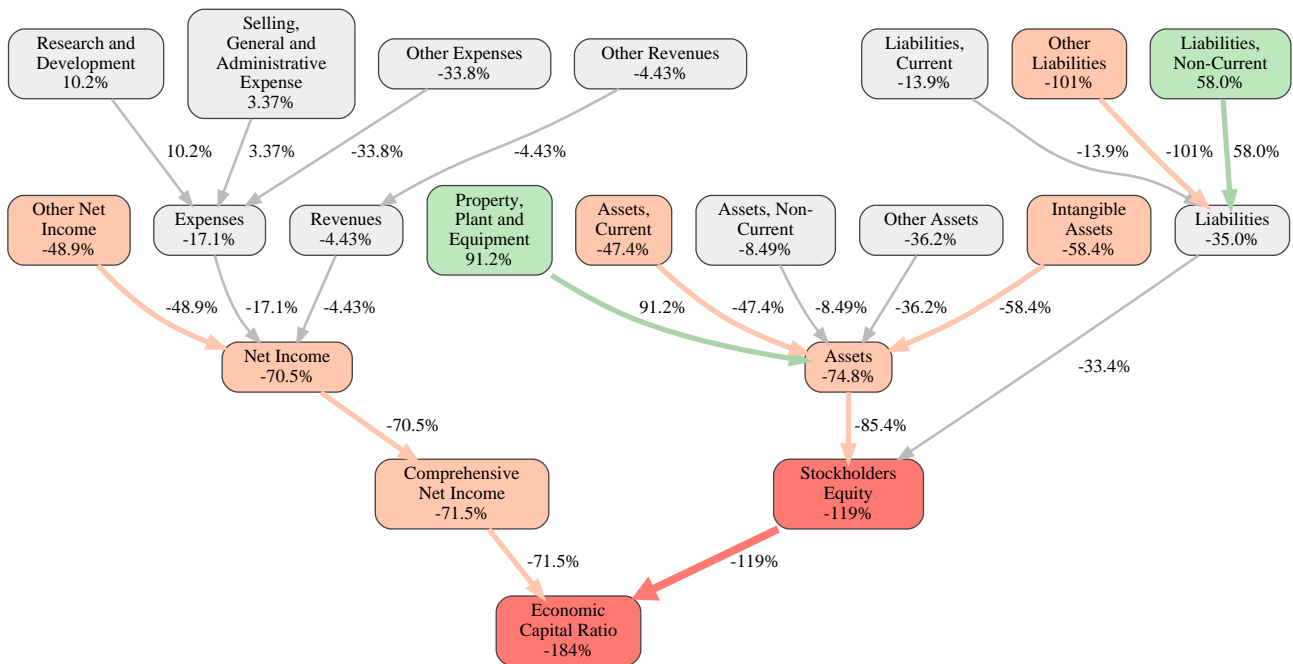 Research and
Development
10.2%
Selling,
General and
Administrative
Expense
3.37%
Other Expenses
-33.8%
Other Revenues
-4.43%
Liabilities,
Current
-13.9%
Other
Liabilities
-101%
Liabilities,
Non-Current
58.0%
10.2%
3.37%
-33.8%
-4.43%
-13.9%
-101%
58.0%
Other Net
Income
-48.9%
Expenses
-17.1%
Revenues
-4.43%
Property,
Plant and
Equipment
91.2%
Assets,
Current
-47.4%
Assets, Non-
Current
-8.49%
Other Assets
-36.2%
Intangible
Assets
-58.4%
Liabilities
-35.0%
-48.9%
-17.1%
-4.43%
91.2%
-47.4%
-8.49%
-36.2%
-58.4%
Net Income
-70.5%
Assets
-74.8%
-33.4%
-70.5%
-85.4%
Comprehensive
Net Income
-71.5%
Stockholders
Equity
-119%
-71.5%
-119%
Economic
Capital Ratio
-184%